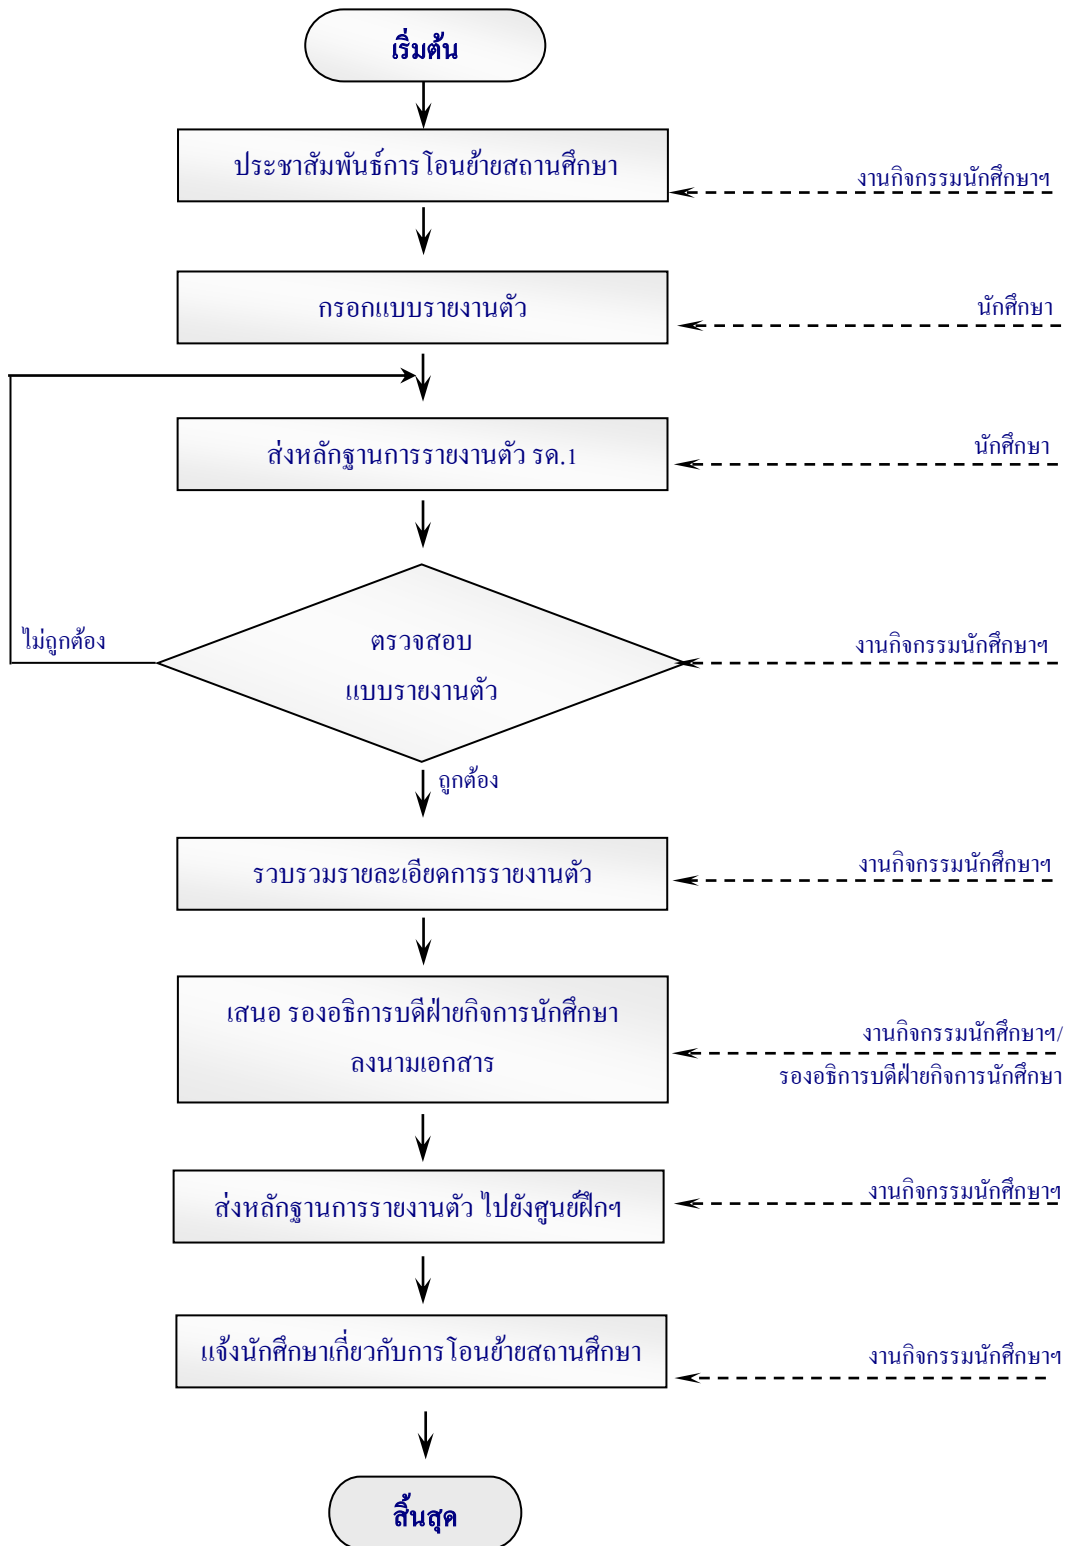 เริ่มต้น
ประชาสัมพันธ์การโอนย้ายสถานศึกษา
งานกิจกรรมนักศึกษาฯ
กรอกแบบรายงานตัว
นักศึกษา
ส่งหลักฐานการรายงานตัว รด.1
นักศึกษา
ตรวจสอบ
แบบรายงานตัว
ไม่ถูกต้อง
งานกิจกรรมนักศึกษาฯ
ถูกต้อง
รวบรวมรายละเอียดการรายงานตัว
งานกิจกรรมนักศึกษาฯ
เสนอ รองอธิการบดีฝ่ายกิจการนักศึกษา
ลงนามเอกสาร
งานกิจกรรมนักศึกษาฯ/
รองอธิการบดีฝ่ายกิจการนักศึกษา
ส่งหลักฐานการรายงานตัว ไปยังศูนย์ฝึกฯ
งานกิจกรรมนักศึกษาฯ
แจ้งนักศึกษาเกี่ยวกับการโอนย้ายสถานศึกษา
งานกิจกรรมนักศึกษาฯ
สิ้นสุด